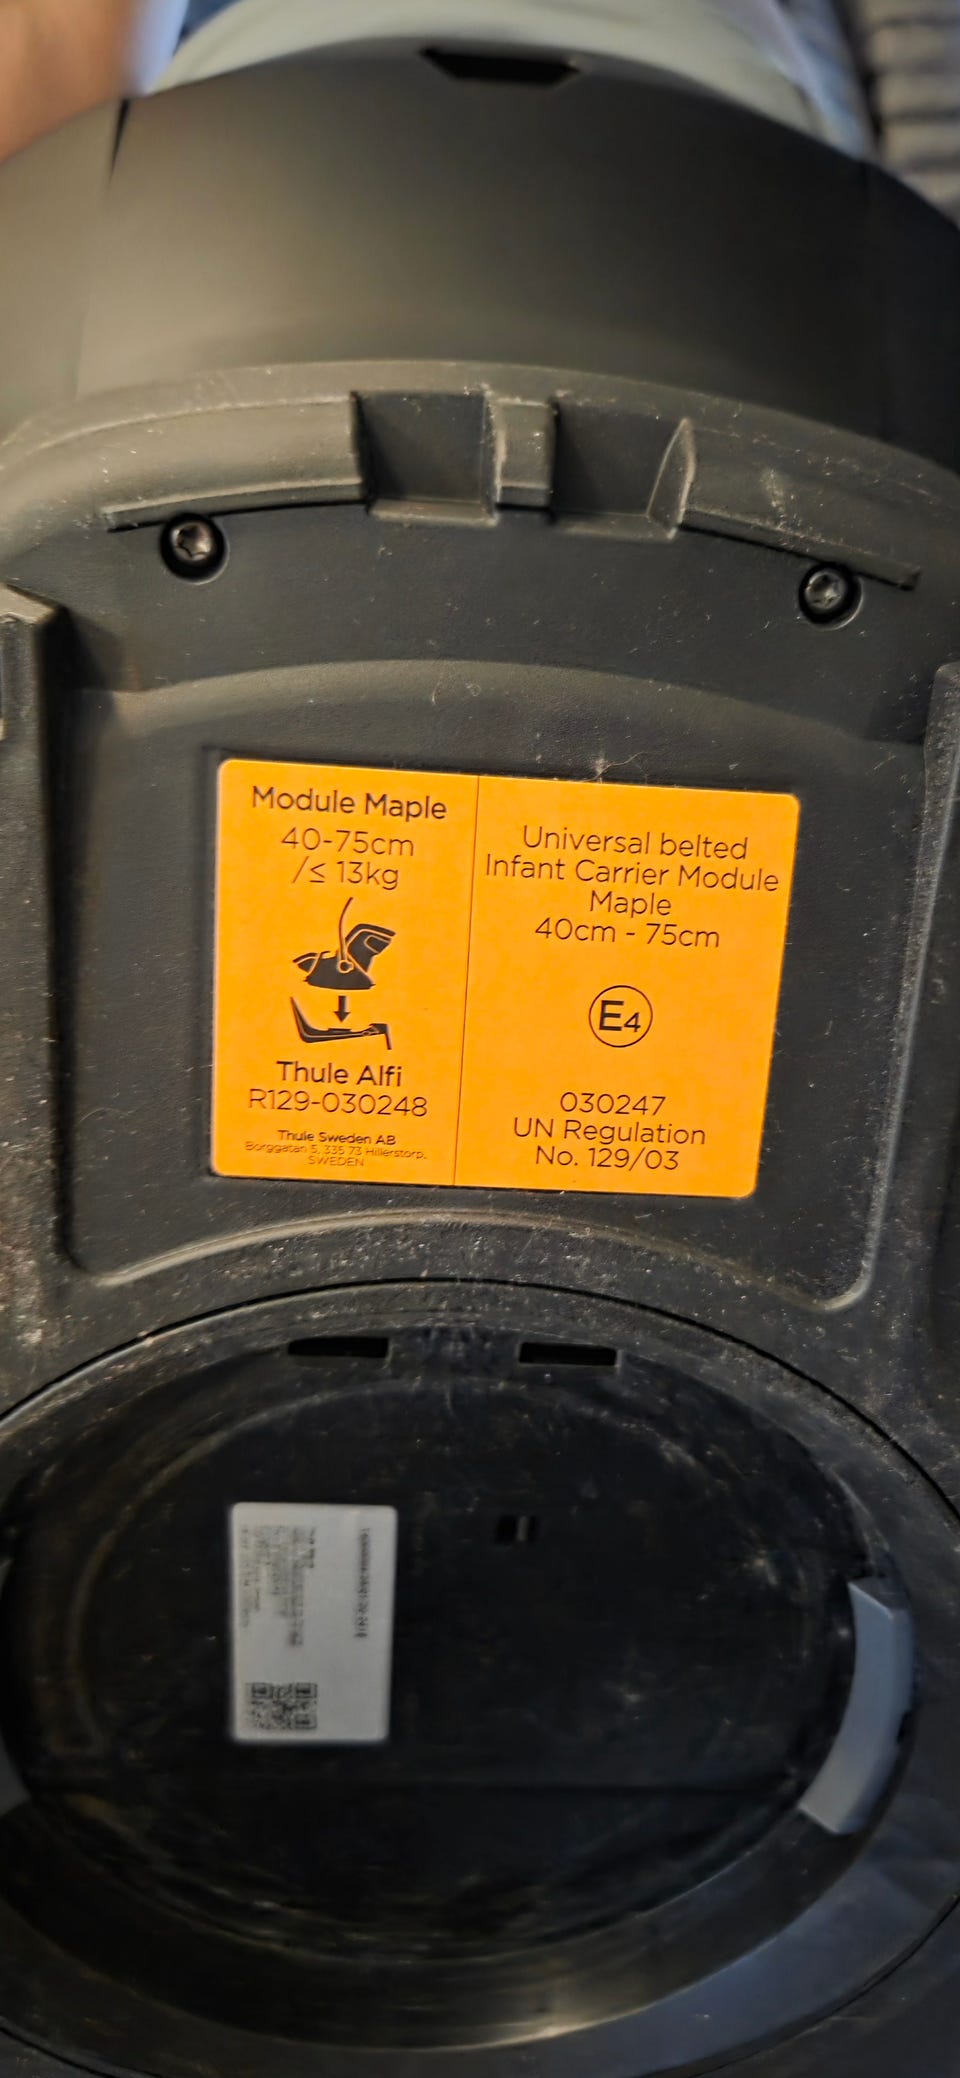 Module Maple
40-75cm
/≤ 13kg
Thule Alfi
R129-030248
Thule Sweden AB
Borggatan 5, 335 73 Hillerstorp,
SWEDEN
Universal belted
Infant Carrier Module
Maple
40cm - 75cm
E4
030247
UN Regulation
No. 129/03